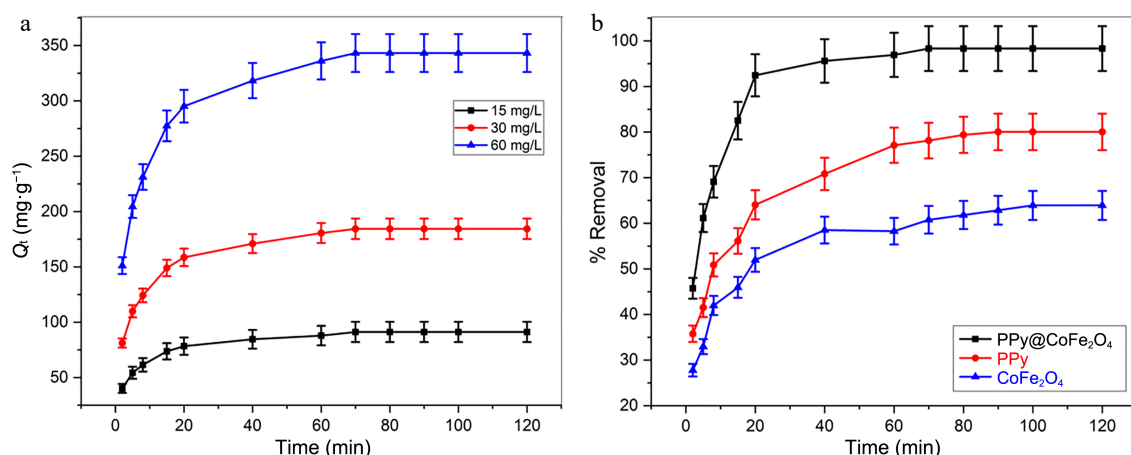 a
350
300
250
200
150
100
50
Qt (mg·g⁻¹)
15 mg/L
30 mg/L
60 mg/L
0 20 40 60 80 100 120
Time (min)
b
100
90
80
70
60
50
40
30
20
% Removal
PPy@CoFe₂O₄
PPy
CoFe₂O₄
0 20 40 60 80 100 120
Time (min)